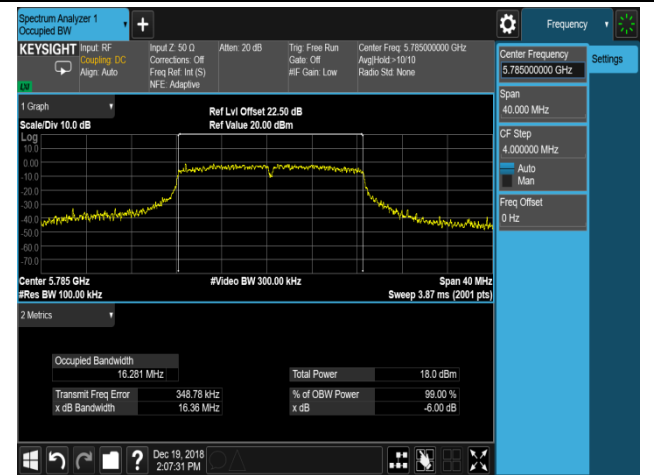 Spectrum Analyzer 1
Occupied BW
+
Frequency
KEYSIGHT
Input: RF
Coupling: DC
Align: Auto
Input Z: 50 Ω
Corrections: Off
Freq Ref: Int (S)
NFE: Adaptive
Atten: 20 dB
Trig: Free Run
Gate: Off
#IF Gain: Low
Center Freq: 5.785000000 GHz
Avg|Hold:>10/10
Radio Std: None
Center Frequency
5.785000000 GHz
Settings
Span
40.000 MHz
CF Step
4.000000 MHz
Auto
Man
Freq Offset
0 Hz
1 Graph
Scale/Div 10.0 dB
Ref Lvl Offset 22.50 dB
Ref Value 20.00 dBm
Log
10.0
0.00
-10.0
-20.0
-30.0
-40.0
-50.0
-60.0
-70.0
Center 5.785 GHz
#Res BW 100.00 kHz
#Video BW 300.00 kHz
Span 40 MHz
Sweep 3.87 ms (2001 pts)
2 Metrics
Occupied Bandwidth
16.281 MHz
Transmit Freq Error 348.78 kHz
x dB Bandwidth 16.36 MHz
Total Power 18.0 dBm
% of OBW Power 99.00 %
x dB -6.00 dB
?
Dec 19, 2018
2:07:31 PM